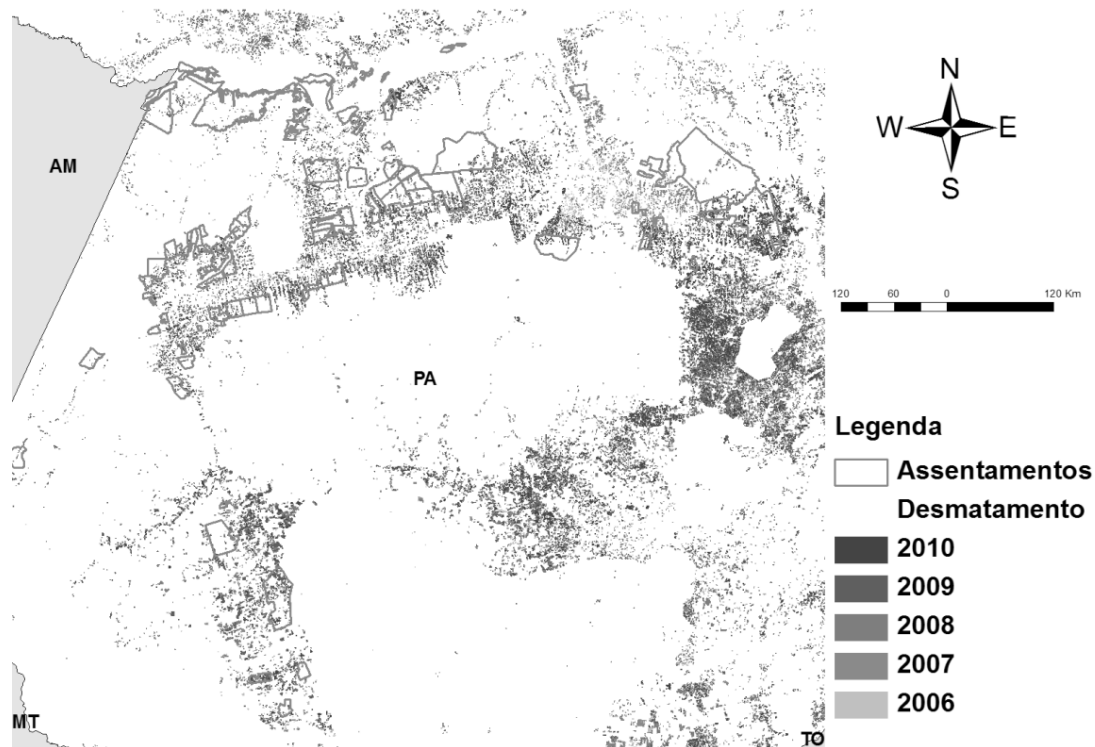 AM
PA
MT
TO
N
W E
S
120 60 0 120 Km
Legenda
Assentamentos
Desmatamento
2010
2009
2008
2007
2006